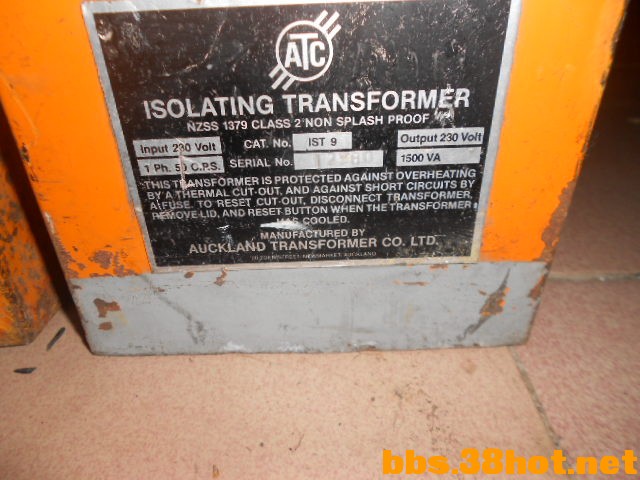 ATC
ISOLATING TRANSFORMER
NZSS 1379 CLASS 2 NON SPLASH PROOF
Input 230 Volt CAT. No. IST 9 Output 230 Volt
1 Ph. 50 C.P.S. SERIAL No. 1500 VA
THIS TRANSFORMER IS PROTECTED AGAINST OVERHEATING
BY A THERMAL CUT-OUT, AND AGAINST SHORT CIRCUITS BY
A FUSE. TO RESET CUT-OUT, DISCONNECT TRANSFORMER,
REMOVE LID, AND RESET BUTTON WHEN THE TRANSFORMER
HAS COOLED.
MANUFACTURED BY
AUCKLAND TRANSFORMER CO. LTD.
STREET, NEWMARKET, AUCKLAND
bbs.38hot.net